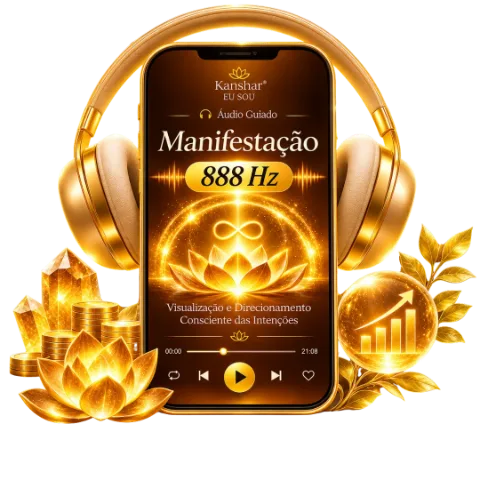 Kanshar®
EU SOU
Áudio Guiado
Manifestação
888 Hz
Visualização e Direcionamento
Consciente das Intenções
00:00
21:08